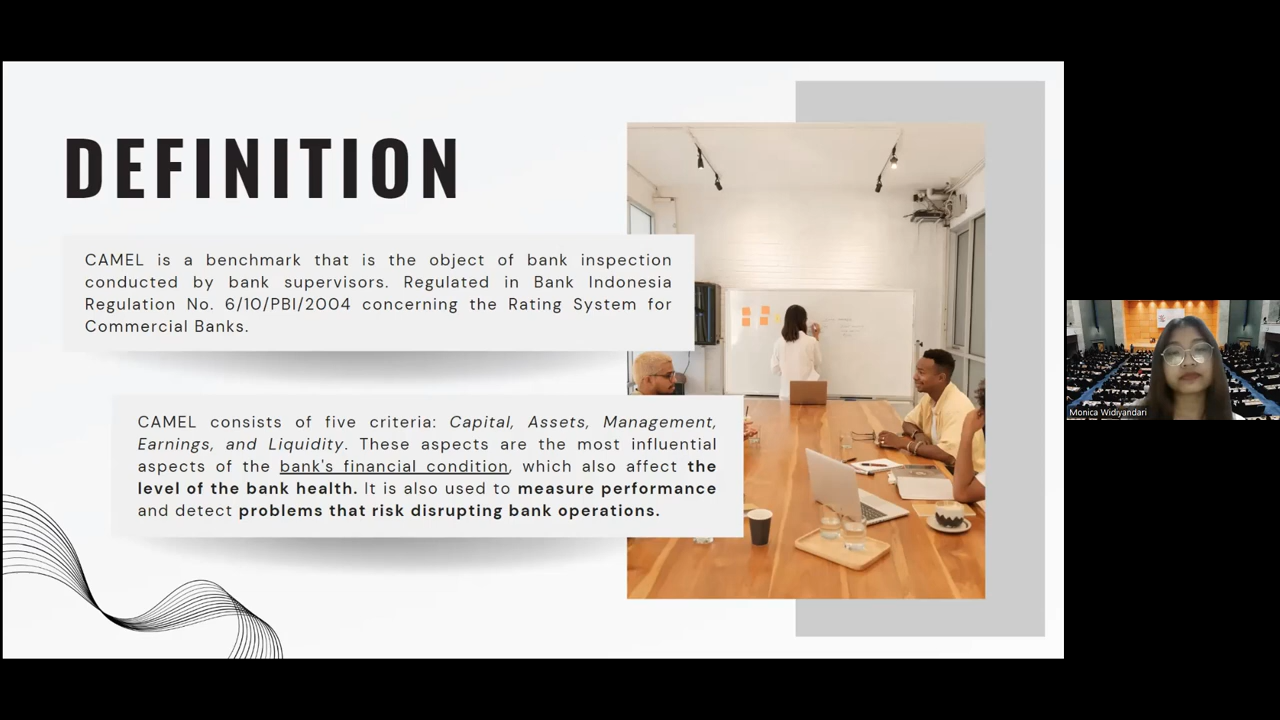 DEFINITION
CAMEL is a benchmark that is the object of bank inspection
conducted by bank supervisors. Regulated in Bank Indonesia
Regulation No. 6/10/PBI/2004 concerning the Rating System for
Commercial Banks.
CAMEL consists of five criteria Capital, Assets, Management,
Earnings, and Liquidity. These aspects are the most influential
aspects of the bank's financial condition, which also affect the
level of the bank health. It is also used to measure performance
and detect problems that risk disrupting bank operations.
Monica Widiyandari